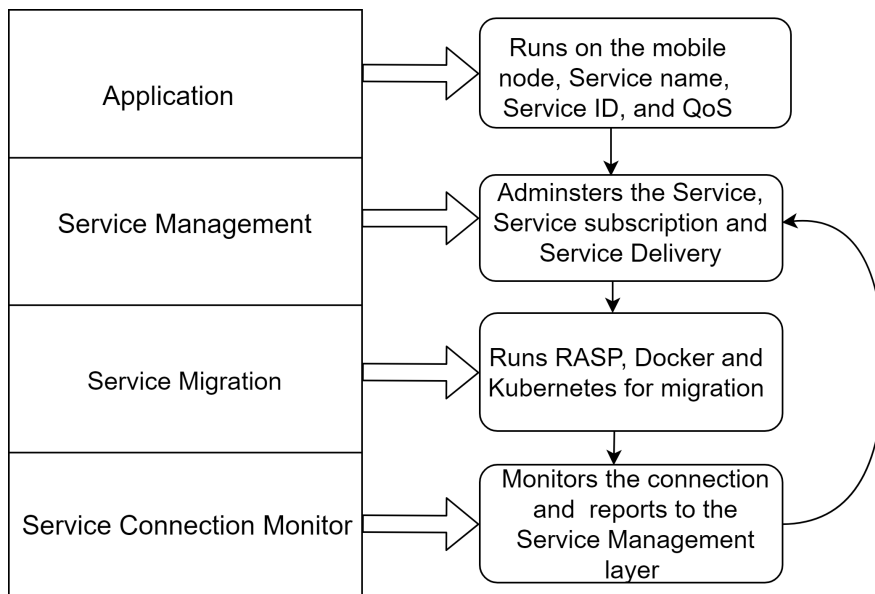 Application
Runs on the mobile
node, Service name,
Service ID, and QoS
Service Management
Adminsters the Service,
Service subscription and
Service Delivery
Service Migration
Runs RASP, Docker and
Kubernetes for migration
Service Connection Monitor
Monitors the connection
and reports to the
Service Management
layer